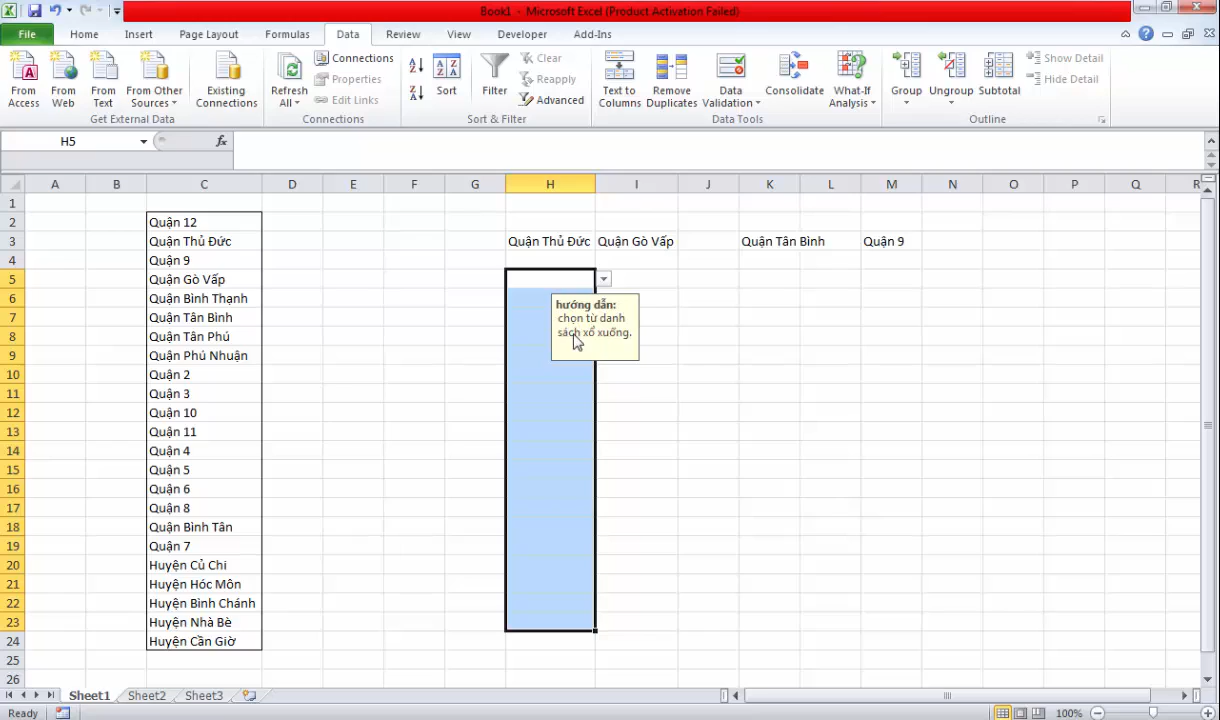 Book1 - Microsoft Excel (Product Activation Failed)
File Home Insert Page Layout Formulas Data Review View Developer Add-Ins
From Access
From Web
From Text
From Other Sources
Existing Connections
Get External Data
Refresh All
Connections
Properties
Edit Links
Connections
Sort
Filter
Clear
Reapply
Advanced
Sort & Filter
Text to Columns
Remove Duplicates
Data Validation
Consolidate
What-If Analysis
Data Tools
Group
Ungroup
Subtotal
Show Detail
Hide Detail
Outline
H5 fx
A B C D E F G H I J K L M N O P Q R
1
2 Quận 12
3 Quận Thủ Đức Quận Thủ Đức Quận Gò Vấp Quận Tân Bình Quận 9
4 Quận 9
5 Quận Gò Vấp
6 Quận Bình Thạnh
7 Quận Tân Bình
8 Quận Tân Phú
9 Quận Phú Nhuận
10 Quận 2
11 Quận 3
12 Quận 10
13 Quận 11
14 Quận 4
15 Quận 5
16 Quận 6
17 Quận 8
18 Quận Bình Tân
19 Quận 7
20 Huyện Củ Chi
21 Huyện Hóc Môn
22 Huyện Bình Chánh
23 Huyện Nhà Bè
24 Huyện Cần Giờ
25
26
hướng dẫn:
chọn từ danh
sách xổ xuống.
Sheet1 Sheet2 Sheet3
Ready 100%